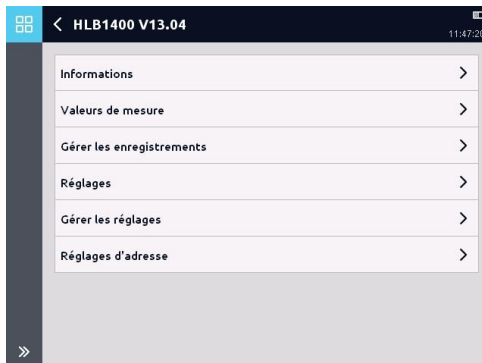 HLB1400 V13.04
11:47:20
Informations
Valeurs de mesure
Gérer les enregistrements
Réglages
Gérer les réglages
Réglages d'adresse